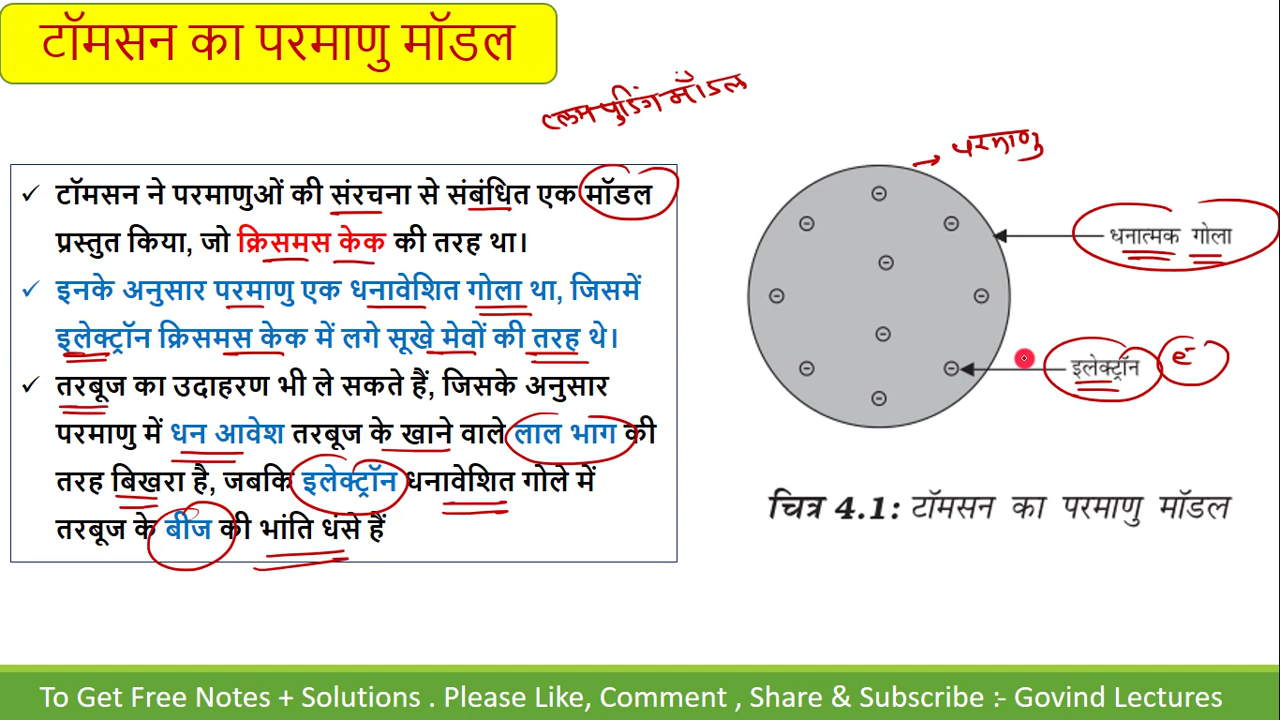 टॉमसन का परमाणु मॉडल
प्लम पुडिंग मॉडल
✓ टॉमसन ने परमाणुओं की संरचना से संबंधित एक मॉडल
प्रस्तुत किया, जो क्रिसमस केक की तरह था।
✓ इनके अनुसार परमाणु एक धनावेशित गोला था, जिसमें
इलेक्ट्रॉन क्रिसमस केक में लगे सूखे मेवों की तरह थे।
✓ तरबूज का उदाहरण भी ले सकते हैं, जिसके अनुसार
परमाणु में धन आवेश तरबूज के खाने वाले लाल भाग की
तरह बिखरा है, जबकि इलेक्ट्रॉन धनावेशित गोले में
तरबूज के बीज की भांति धंसे हैं
परमाणु
धनात्मक गोला
इलेक्ट्रॉन e⁻
चित्र 4.1: टॉमसन का परमाणु मॉडल
To Get Free Notes + Solutions . Please Like, Comment , Share & Subscribe :- Govind Lectures